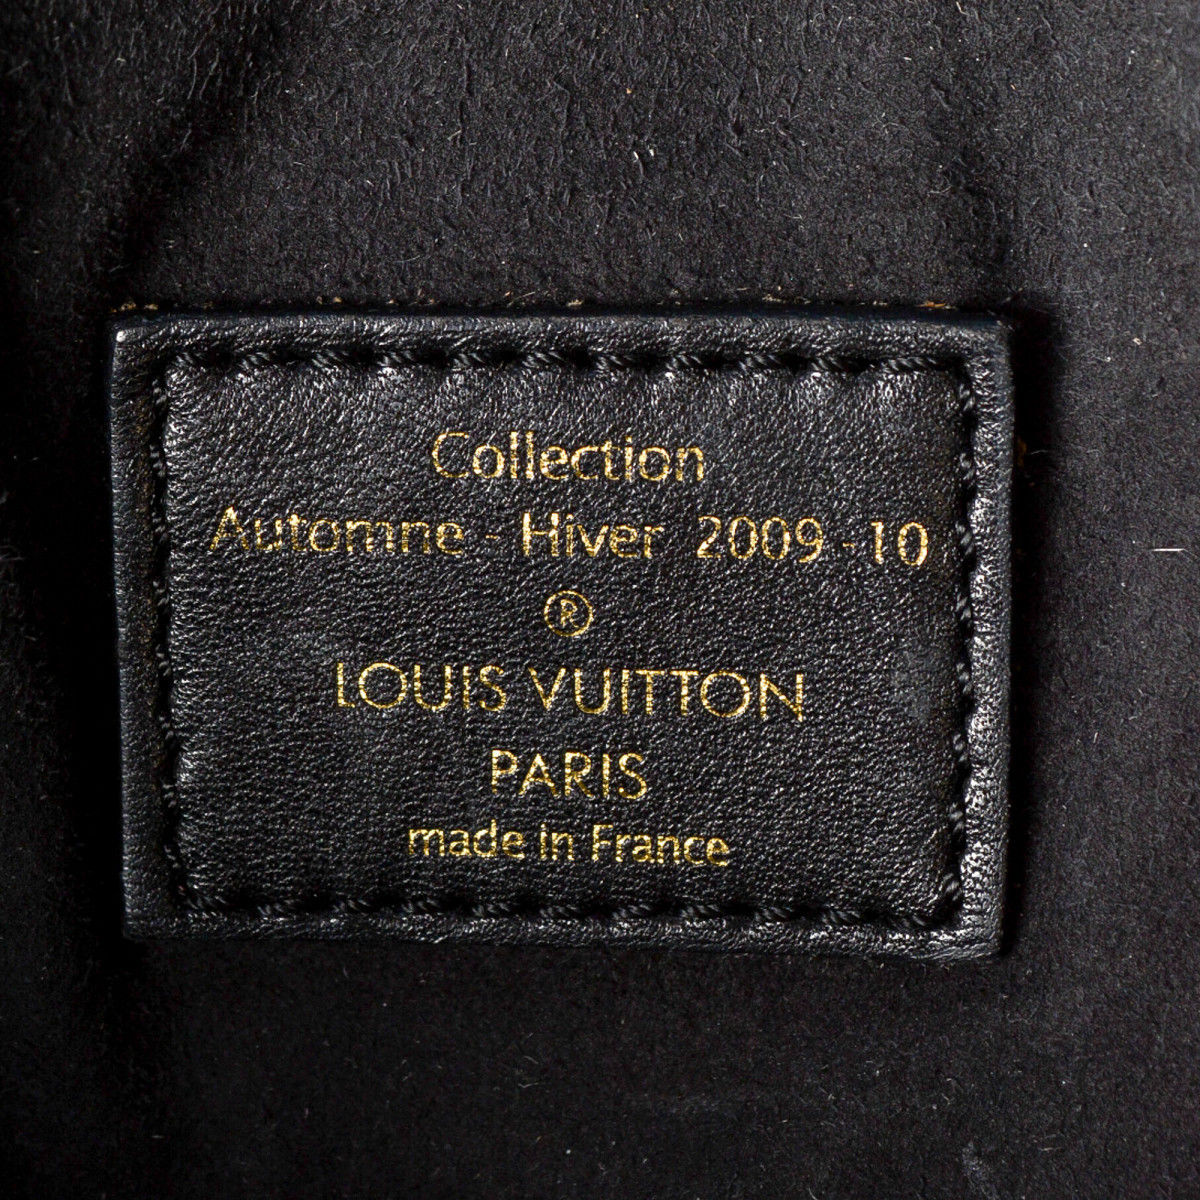 Collection
Automne - Hiver 2009 - 10
®
LOUIS VUITTON
PARIS
made in France